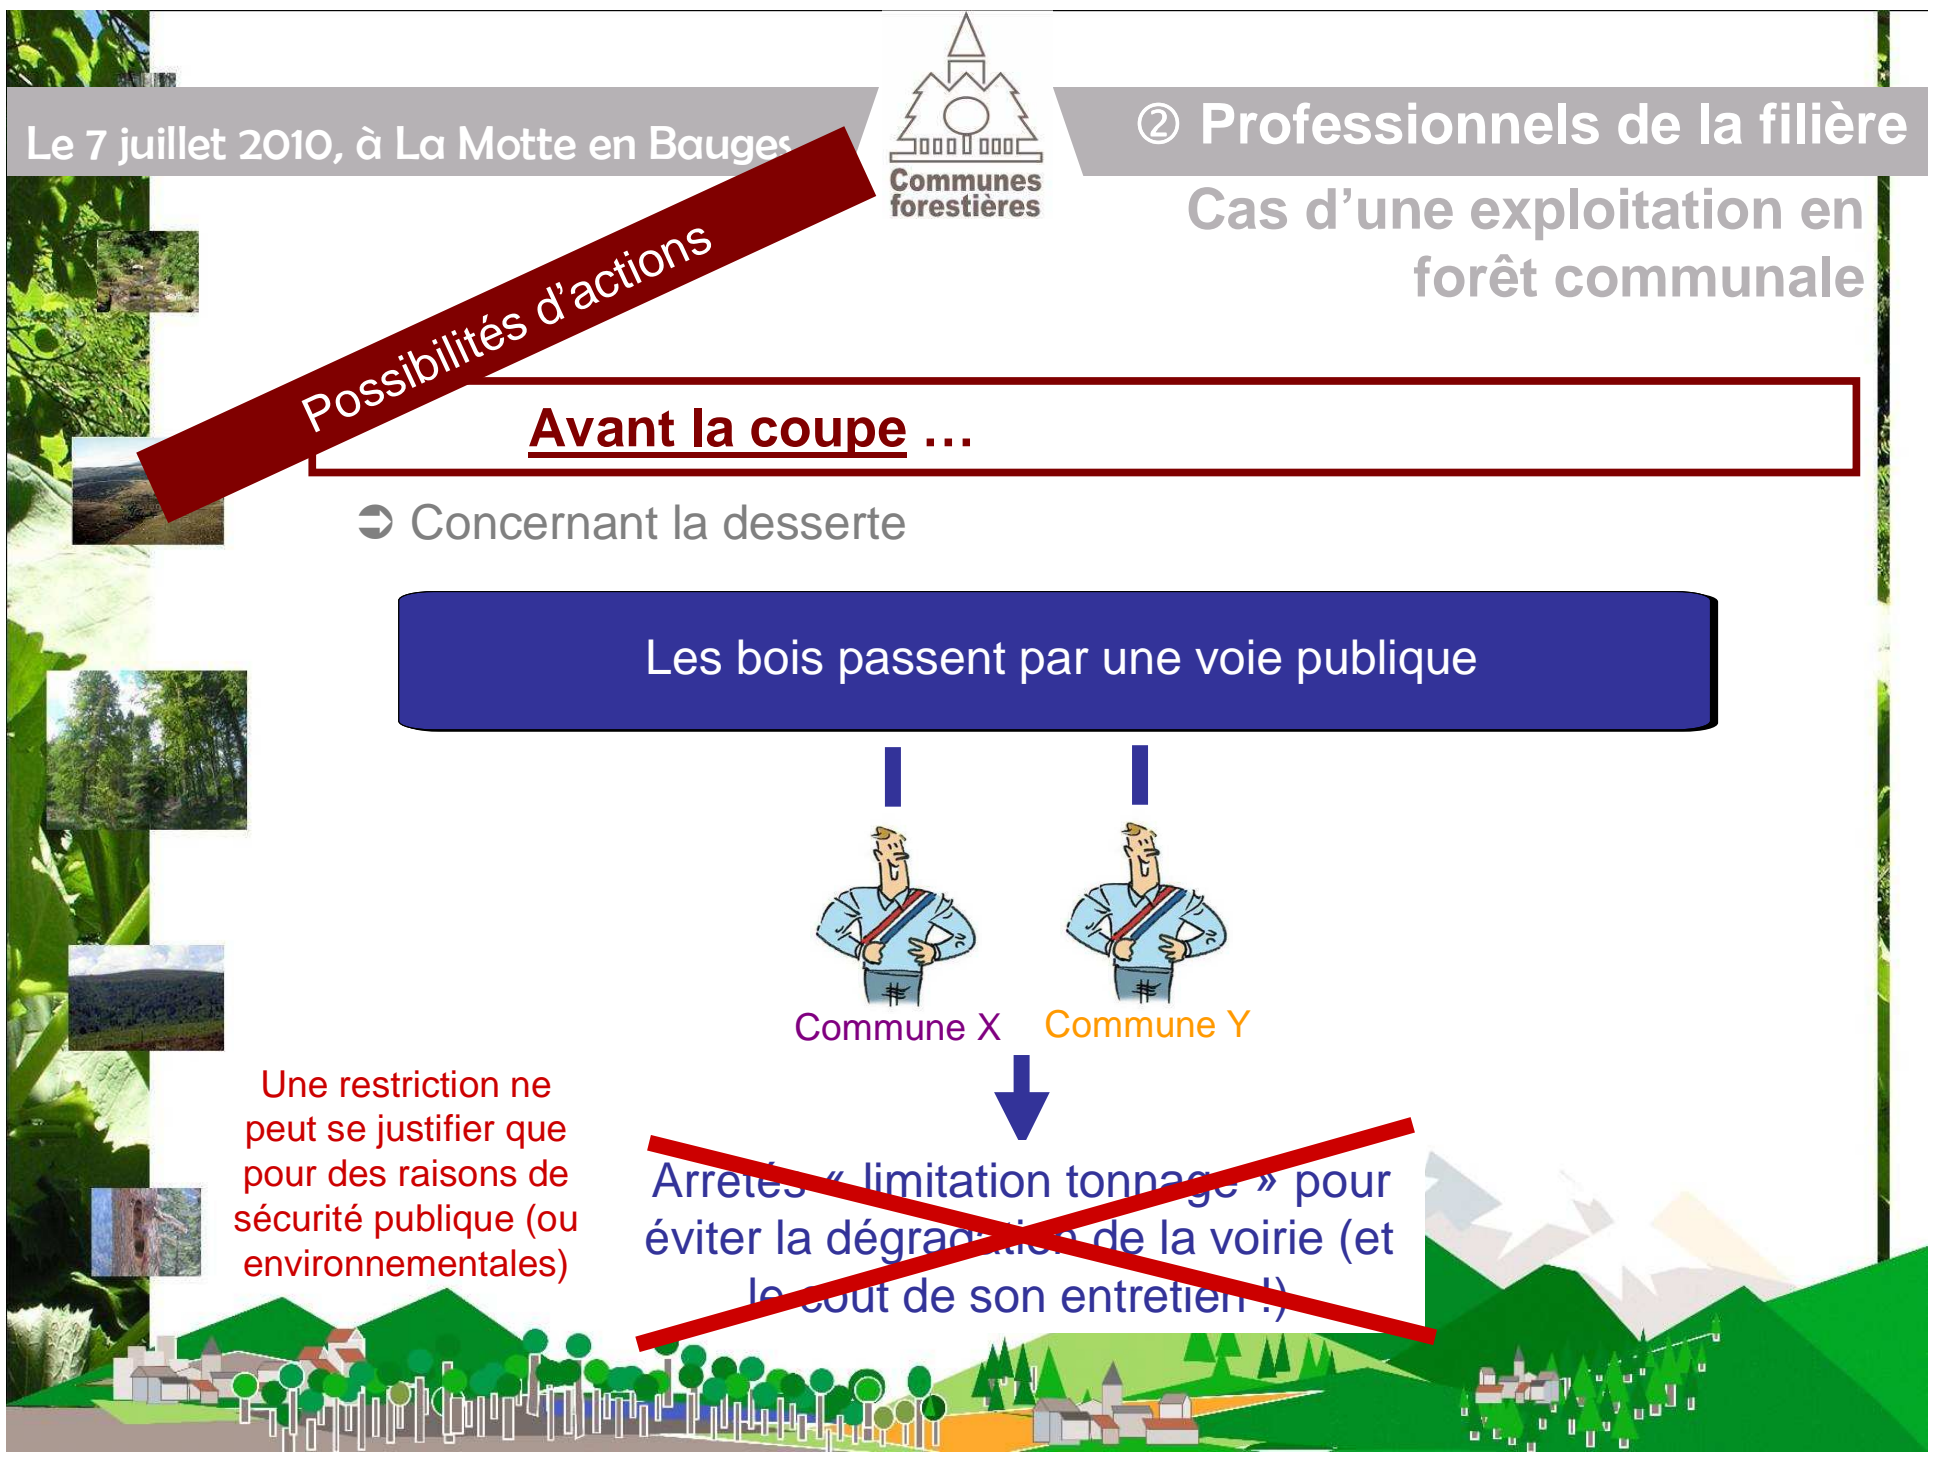 Le 7 juillet 2010, à La Motte en Bauges
Communes
forestières
② Professionnels de la filière
Cas d’une exploitation en
forêt communale
Possibilités d’actions
Avant la coupe …
➲ Concernant la desserte
Les bois passent par une voie publique
Commune X
Commune Y
Une restriction ne
peut se justifier que
pour des raisons de
sécurité publique (ou
environnementales)
Arretés « limitation tonnage » pour
éviter la dégradation de la voirie (et
le cout de son entretien !)